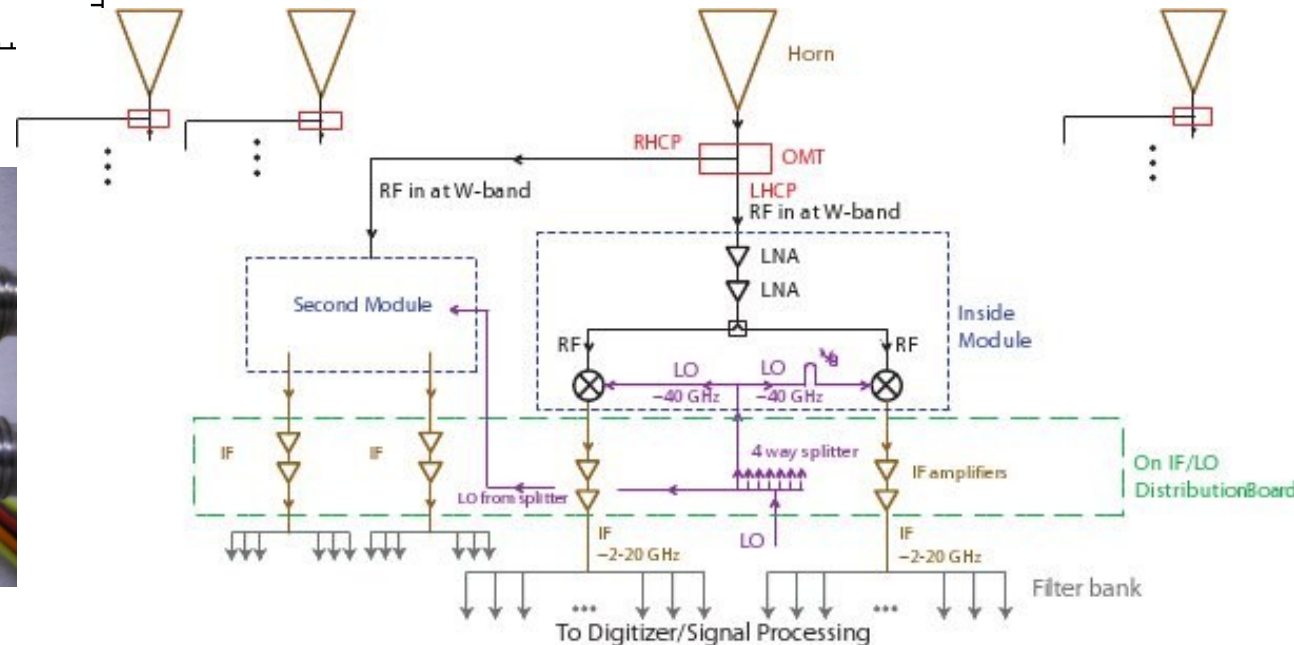 Horn
RHCP
OMT
RF in at W-band
LHCP
RF in at W-band
LNA
LNA
Second Module
Inside
Module
RF
RF
LO
LO
~40 GHz
~40 GHz
4 way splitter
IF
IF
IF amplifiers
On IF/LO
DistributionBoard
LO from splitter
LO
IF
~2-20 GHz
IF
~2-20 GHz
Filter bank
To Digitizer/Signal Processing